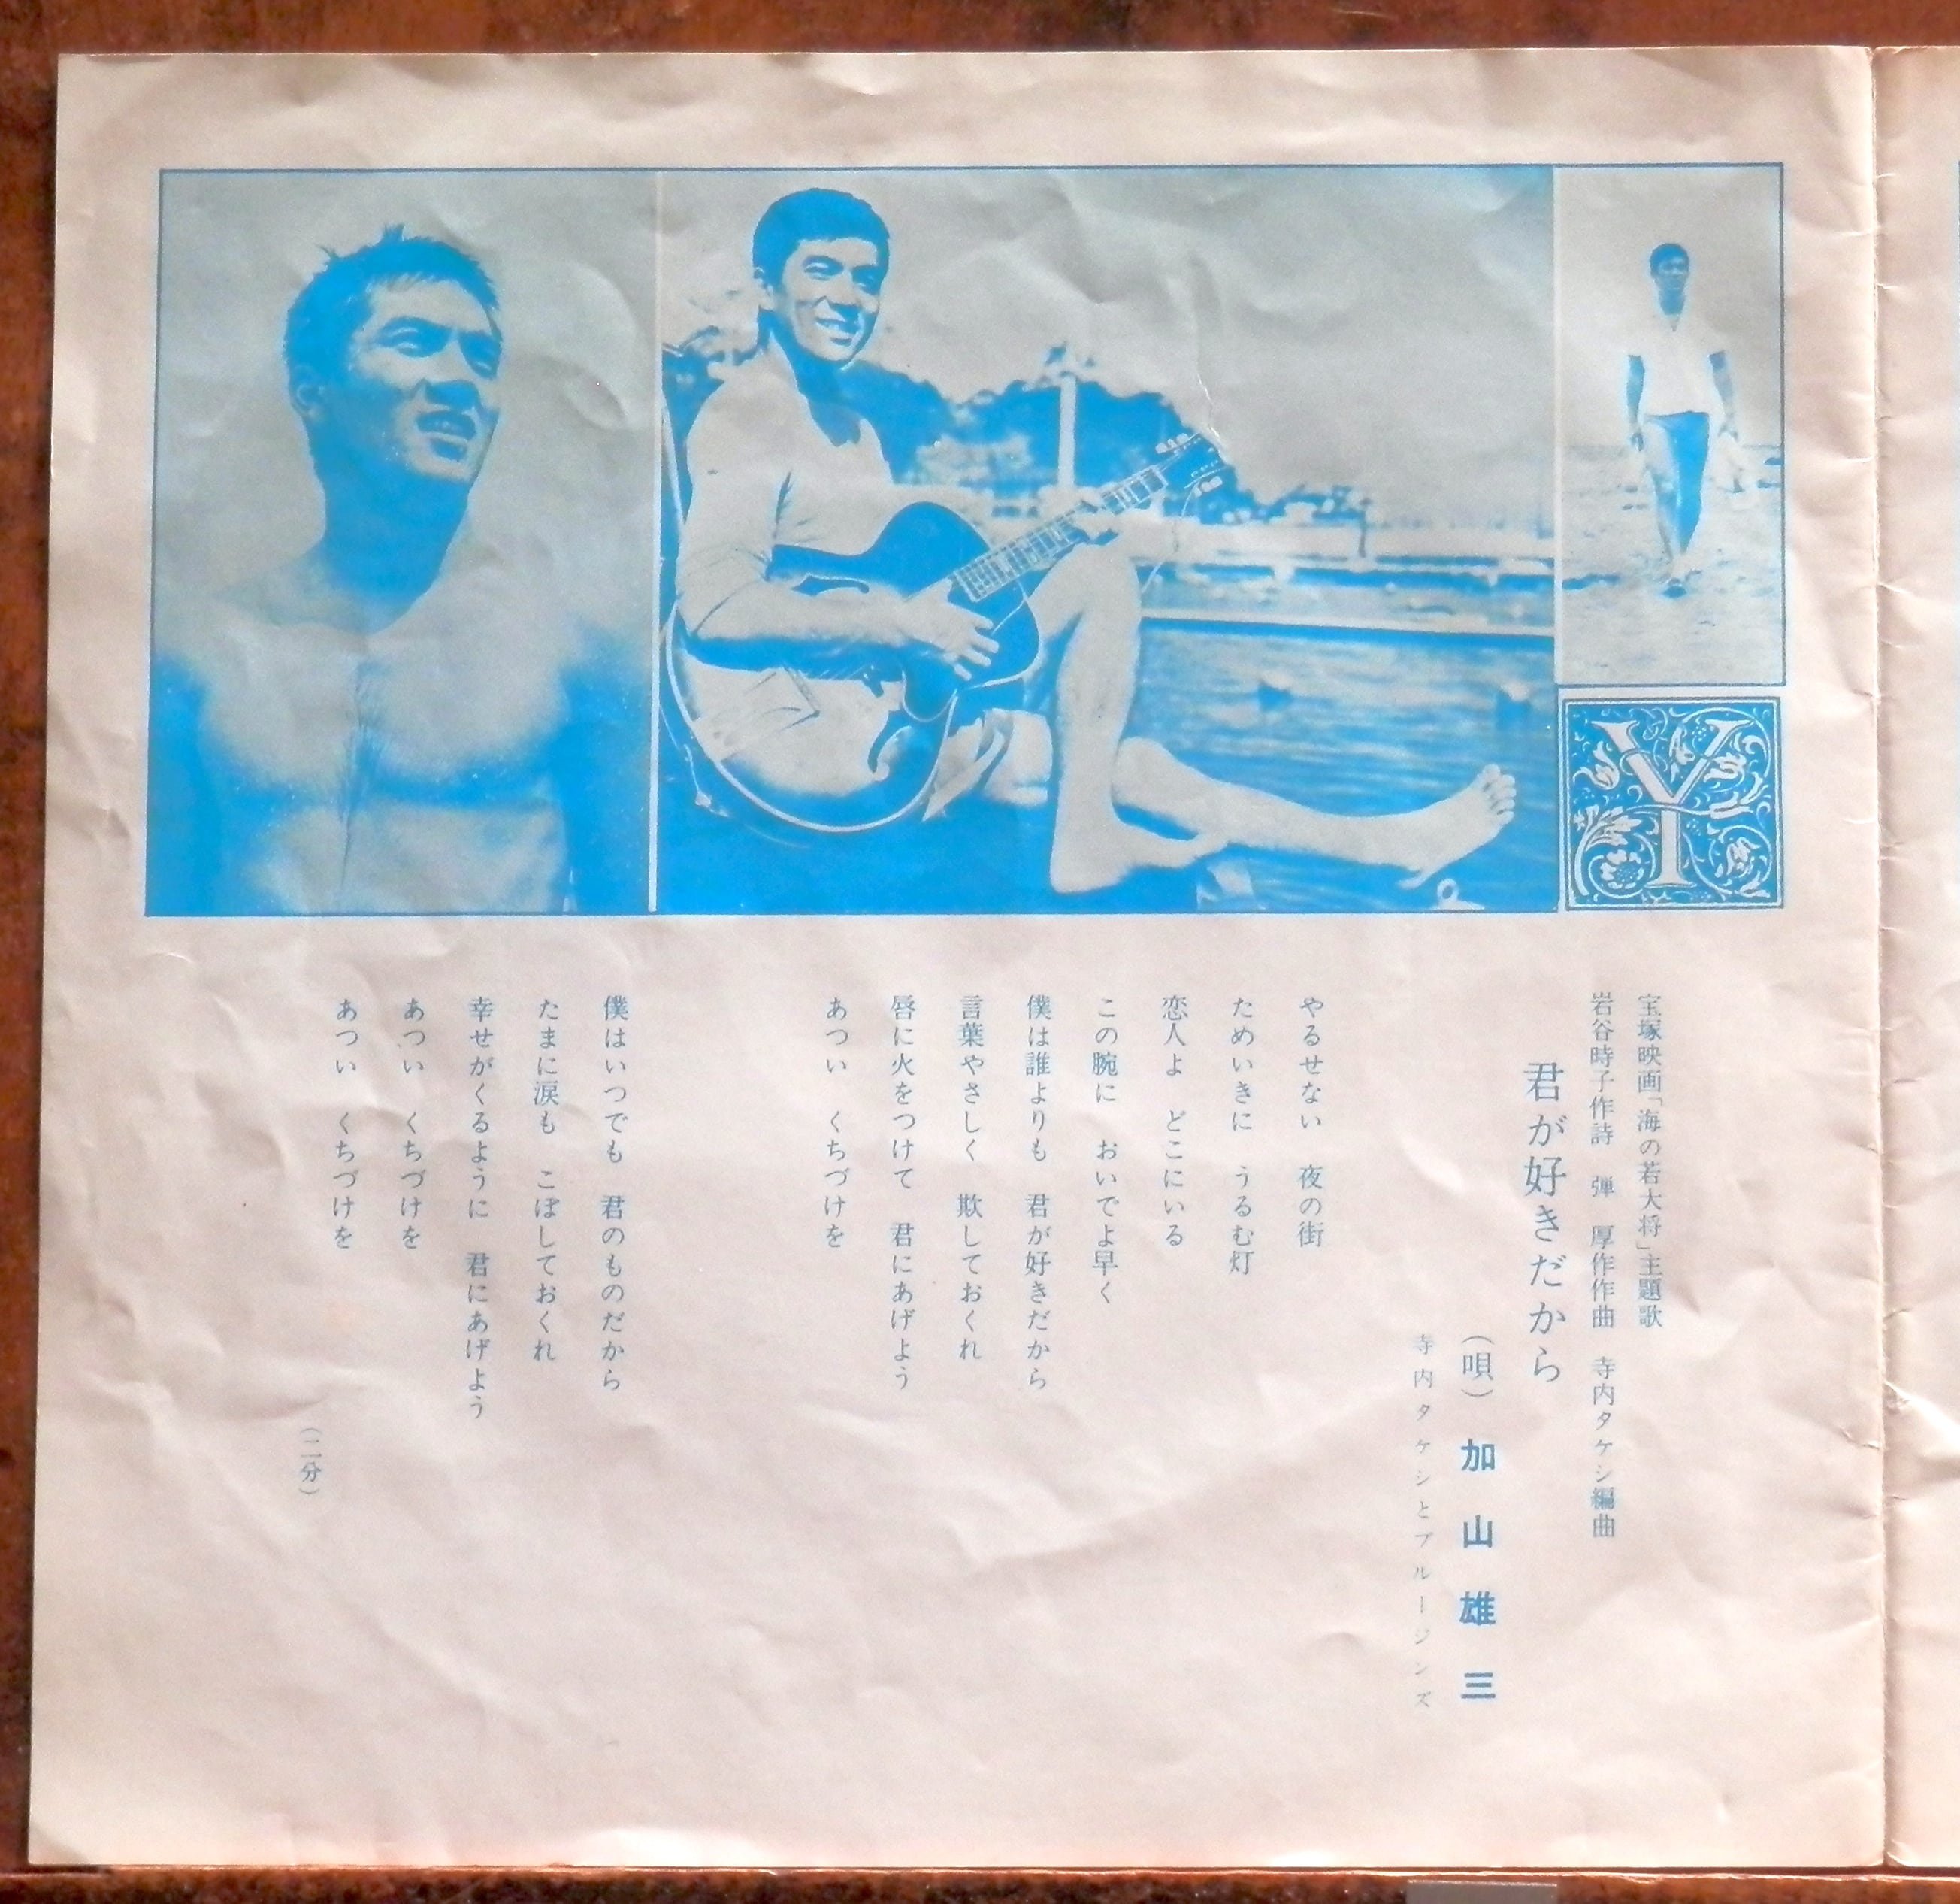 Y
宝塚映画「海の若大将」主題歌
岩谷時子作詩　弾　厚作作曲　寺内タケシ編曲
君が好きだから
（唄）加山雄三
寺内タケシとブルージンズ
やるせない　夜の街
ためいきに　うるむ灯
恋人よ　どこにいる
この腕に　おいでよ早く
僕は誰よりも　君が好きだから
言葉やさしく　欺しておくれ
唇に火をつけて　君にあげよう
あつい　くちづけを
僕はいつでも　君のものだから
たまに涙も　こぼしておくれ
幸せがくるように　君にあげよう
あつい　くちづけを
あつい　くちづけを
（二分）